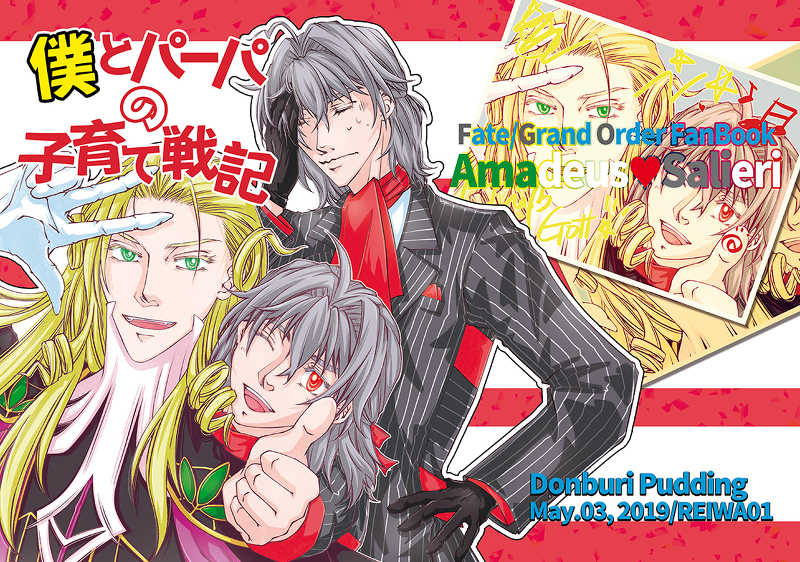 僕とパーパ
の
子育て戦記
Fate/Grand Order FanBook
Amadeus♥Salieri
Gott
Donburi Pudding
May.03, 2019/REIWA01